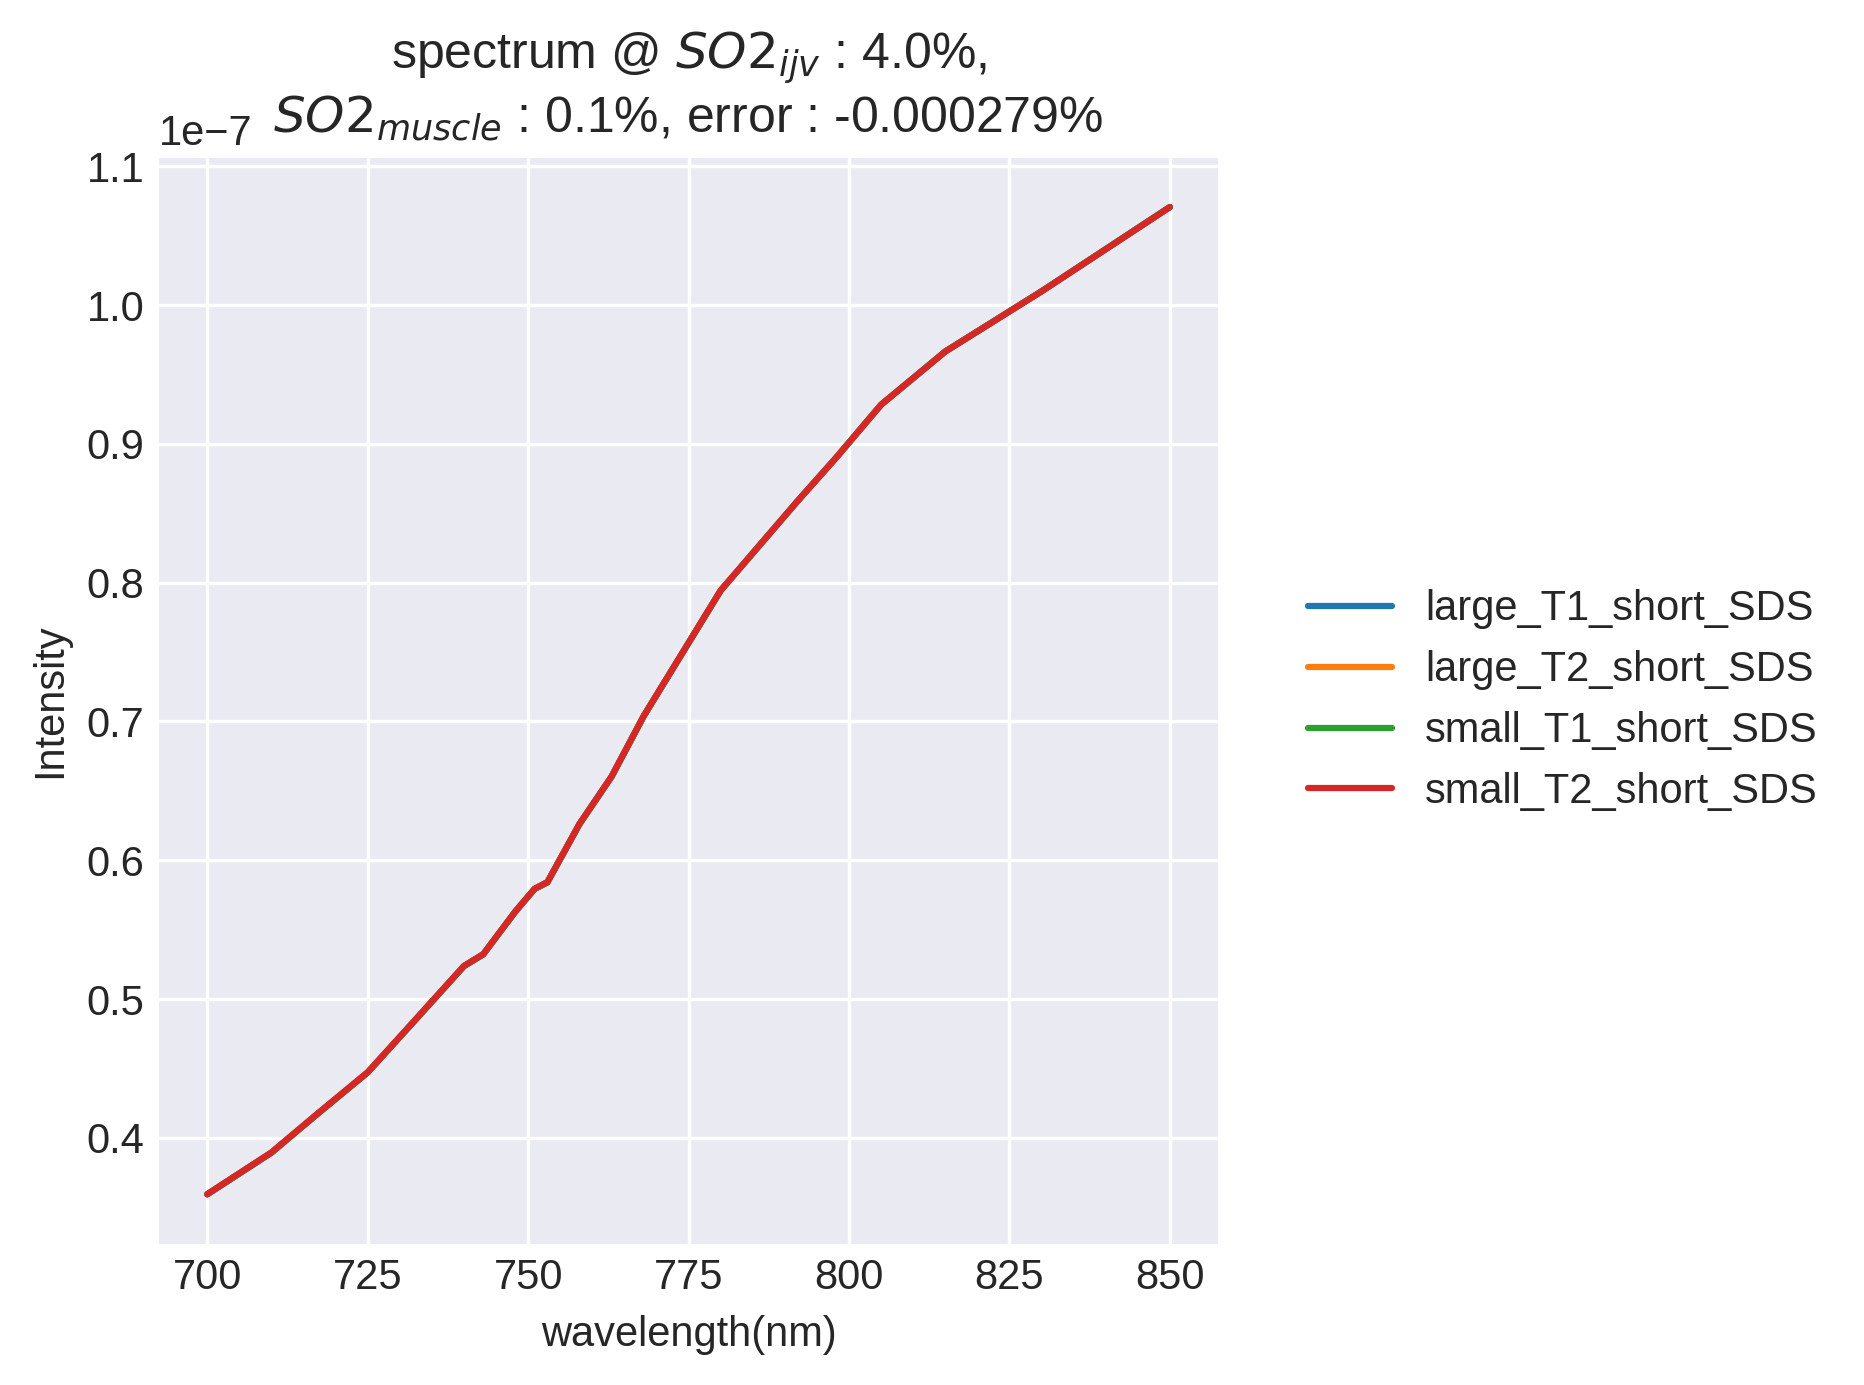 spectrum @ SO2ijv : 4.0%,
SO2muscle : 0.1%, error : -0.000279%
1e−7
1.1
1.0
0.9
0.8
0.7
0.6
0.5
0.4
Intensity
700 725 750 775 800 825 850
wavelength(nm)
large_T1_short_SDS
large_T2_short_SDS
small_T1_short_SDS
small_T2_short_SDS